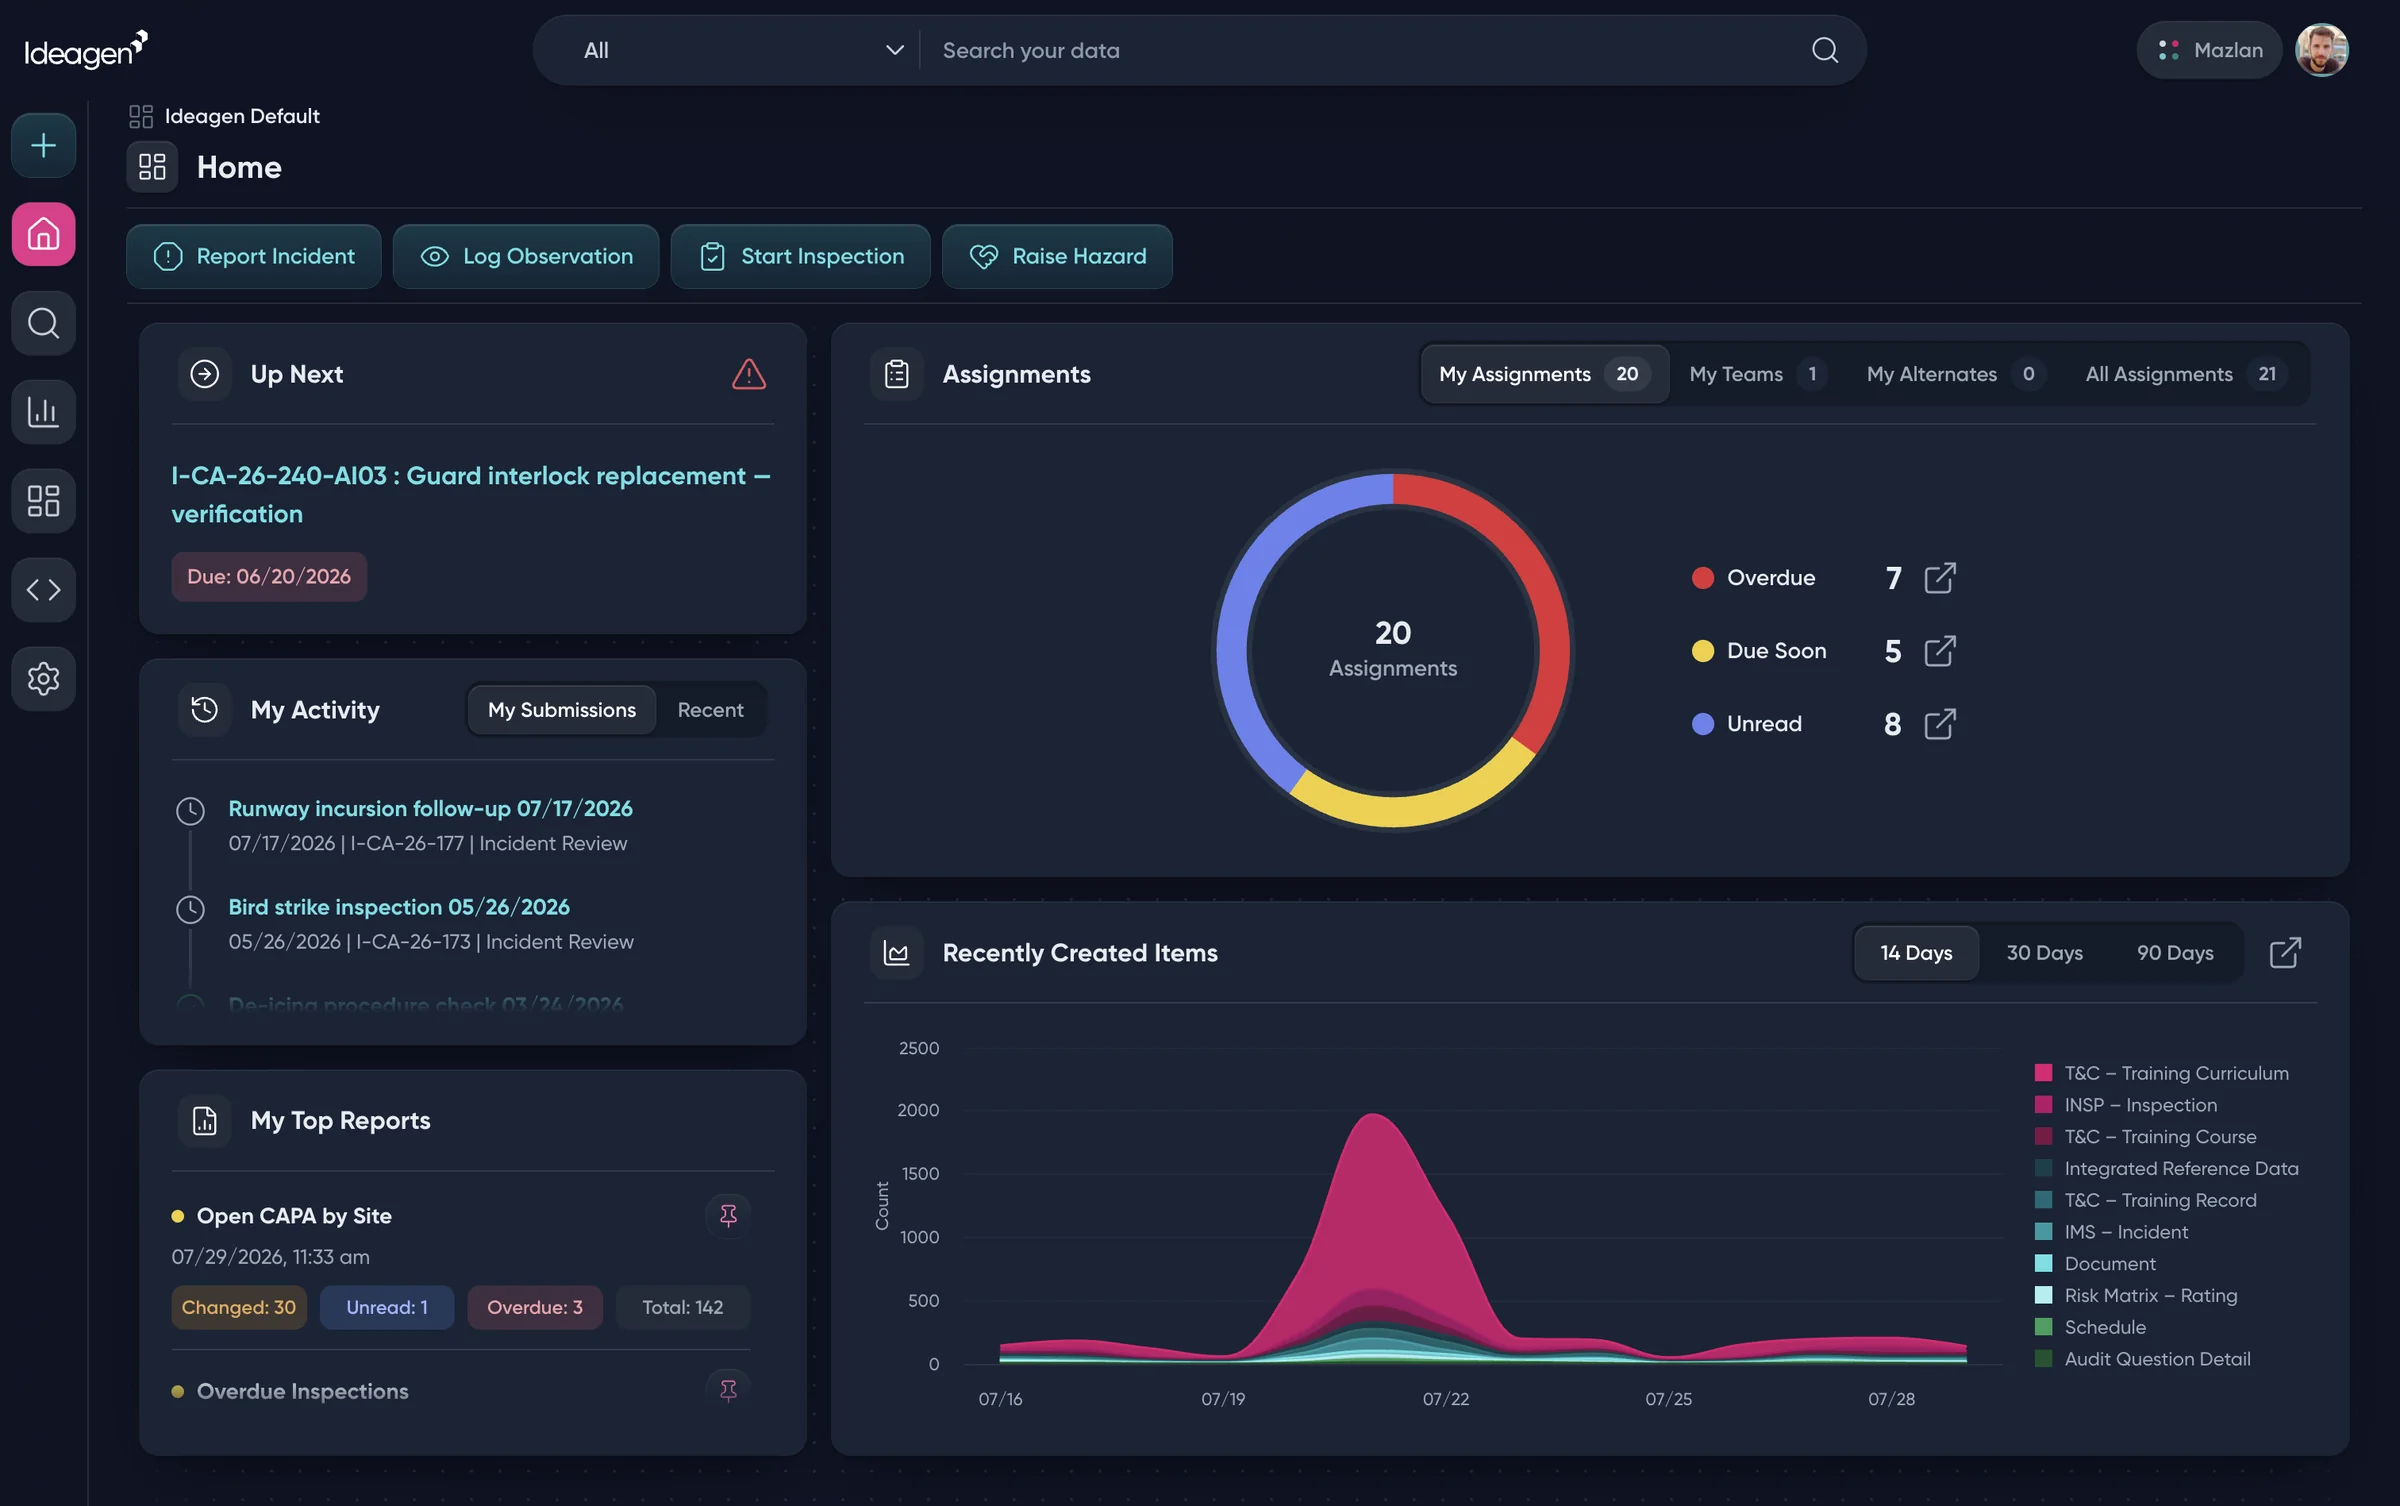 Ideagen
All
Search your data
Mazlan
Ideagen Default
Home
Report Incident
Log Observation
Start Inspection
Raise Hazard
Up Next
I-CA-26-240-AI03 : Guard interlock replacement –
verification
Due: 06/20/2026
My Activity
My Submissions
Recent
Runway incursion follow-up 07/17/2026
07/17/2026 | I-CA-26-177 | Incident Review
Bird strike inspection 05/26/2026
05/26/2026 | I-CA-26-173 | Incident Review
De-icing procedure check 03/24/2026
My Top Reports
Open CAPA by Site
07/29/2026, 11:33 am
Changed: 30
Unread: 1
Overdue: 3
Total: 142
Overdue Inspections
Assignments
My Assignments 20
My Teams 1
My Alternates 0
All Assignments 21
20
Assignments
Overdue 7
Due Soon 5
Unread 8
Recently Created Items
14 Days
30 Days
90 Days
Count
2500
2000
1500
1000
500
0
07/16
07/19
07/22
07/25
07/28
T&C – Training Curriculum
INSP – Inspection
T&C – Training Course
Integrated Reference Data
T&C – Training Record
IMS – Incident
Document
Risk Matrix – Rating
Schedule
Audit Question Detail